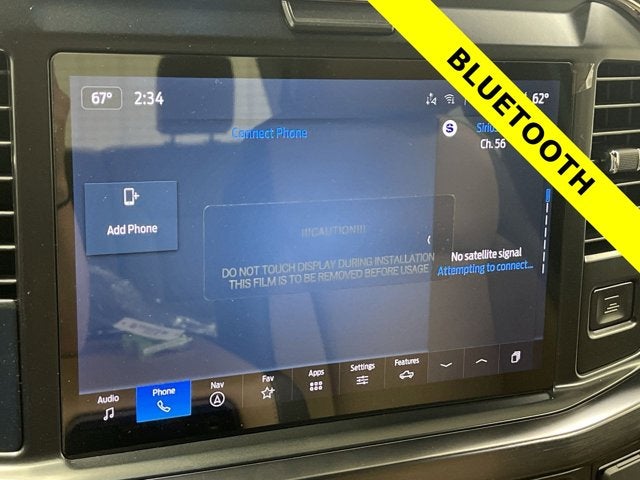 BLUETOOTH
67° 2:34
62°
Connect Phone
S
Ch. 56
Add Phone
!!!CAUTION!!!
DO NOT TOUCH DISPLAY DURING INSTALLATION
THIS FILM IS TO BE REMOVED BEFORE USAGE
No satellite signal
Attempting to connect...
Audio
Phone
Nav
Fav
Apps
Settings
Features